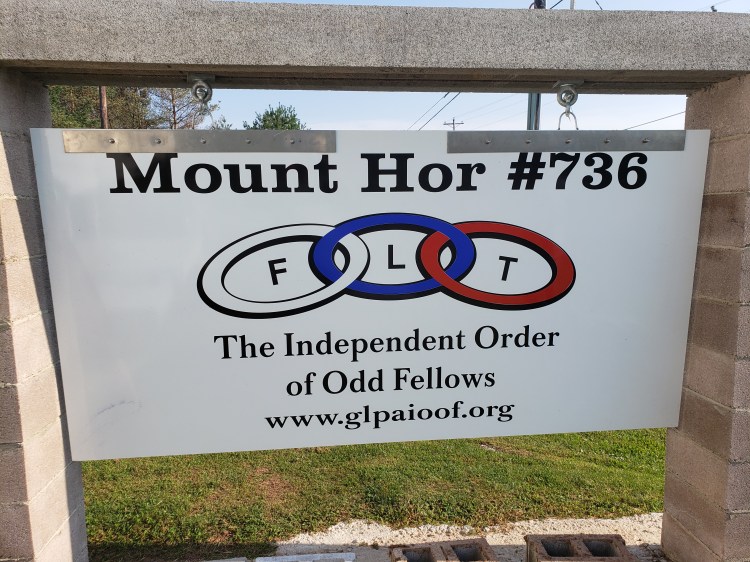 Mount Hor #736
F L T
The Independent Order
of Odd Fellows
www.glpaioof.org